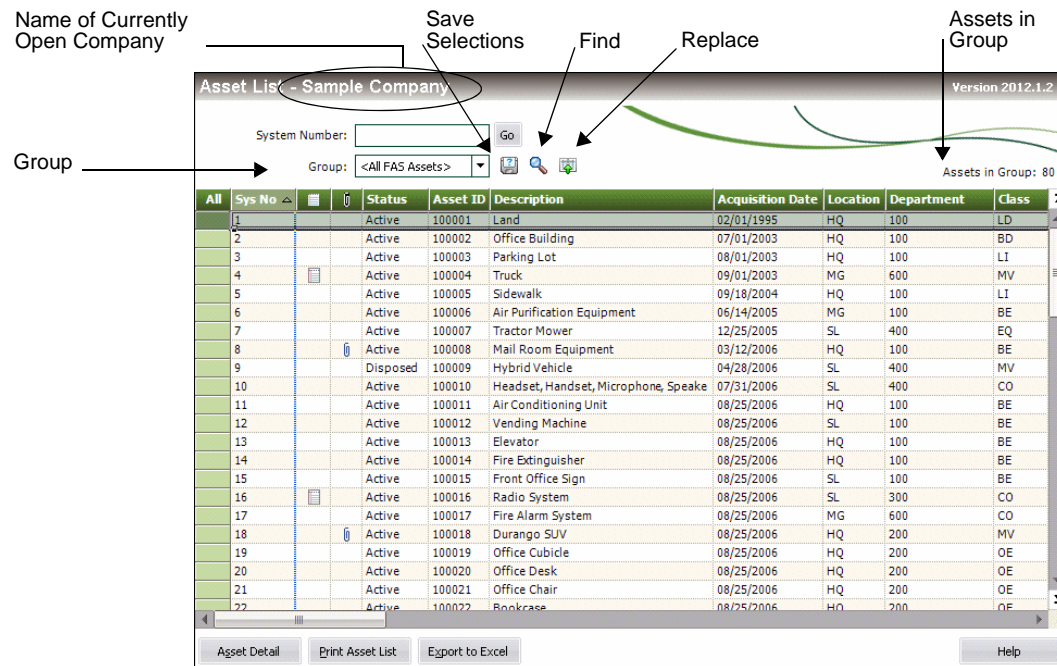 Name of Currently
Open Company
Save
Selections
Find
Replace
Assets in
Group
Group
Asset List - Sample Company
Version 2012.1.2
System Number:
Go
Group: <All FAS Assets>
Assets in Group: 80
All Sys No Status Asset ID Description Acquisition Date Location Department Class
1 Active 100001 Land 02/01/1995 HQ 100 LD
2 Active 100002 Office Building 07/01/2003 HQ 100 BD
3 Active 100003 Parking Lot 08/01/2003 HQ 100 LI
4 Active 100004 Truck 09/01/2003 MG 600 MV
5 Active 100005 Sidewalk 09/18/2004 HQ 100 LI
6 Active 100006 Air Purification Equipment 06/14/2005 MG 100 BE
7 Active 100007 Tractor Mower 12/25/2005 SL 400 EQ
8 Active 100008 Mail Room Equipment 03/12/2006 HQ 100 BE
9 Disposed 100009 Hybrid Vehicle 04/28/2006 SL 400 MV
10 Active 100010 Headset, Handset, Microphone, Speake 07/31/2006 SL 400 CO
11 Active 100011 Air Conditioning Unit 08/25/2006 HQ 100 BE
12 Active 100012 Vending Machine 08/25/2006 SL 100 BE
13 Active 100013 Elevator 08/25/2006 HQ 100 BE
14 Active 100014 Fire Extinguisher 08/25/2006 HQ 100 BE
15 Active 100015 Front Office Sign 08/25/2006 SL 100 BE
16 Active 100016 Radio System 08/25/2006 SL 300 CO
17 Active 100017 Fire Alarm System 08/25/2006 MG 600 CO
18 Active 100018 Durango SUV 08/25/2006 HQ 200 MV
19 Active 100019 Office Cubicle 08/25/2006 HQ 200 OE
20 Active 100020 Office Desk 08/25/2006 HQ 200 OE
21 Active 100021 Office Chair 08/25/2006 HQ 200 OE
22 Active 100022 Bookcase 08/25/2006 HQ 200 OE
Asset Detail
Print Asset List
Export to Excel
Help